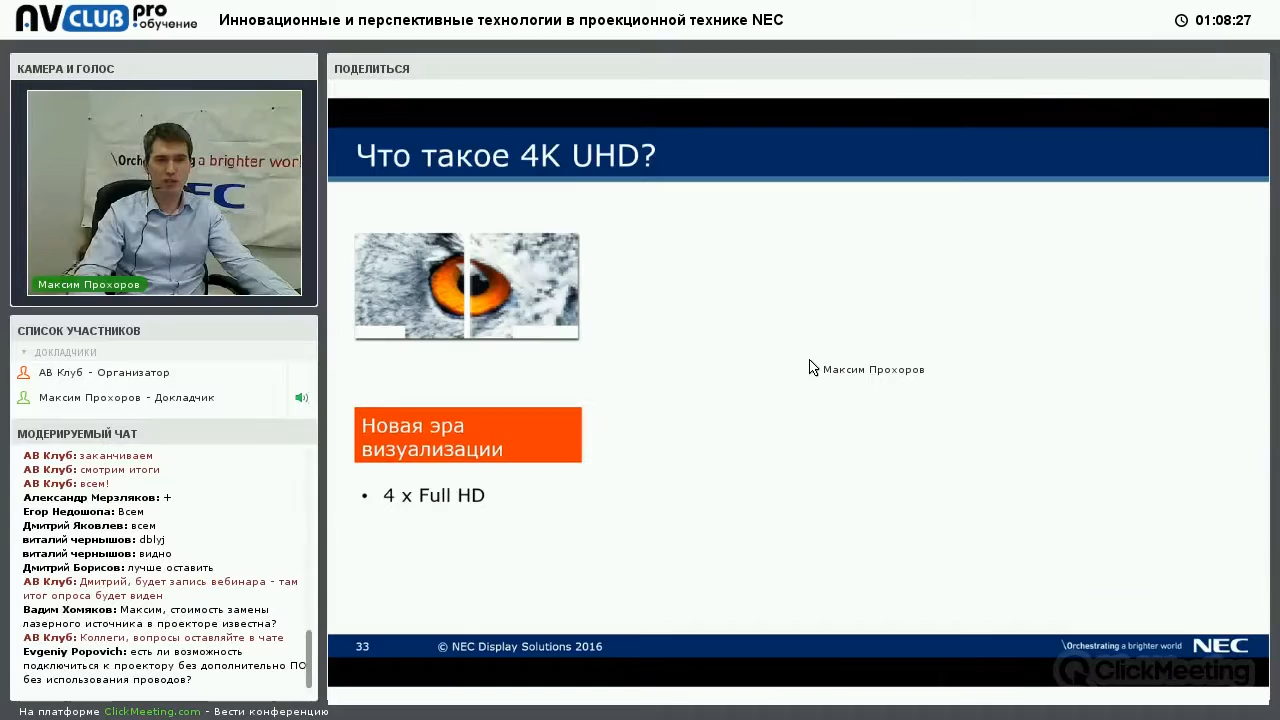 AV CLUB pro •обучение
Инновационные и перспективные технологии в проекционной технике NEC
01:08:27
КАМЕРА И ГОЛОС
\Orchestrating a brighter worl
NEC
Максим Прохоров
СПИСОК УЧАСТНИКОВ
ДОКЛАДЧИКИ
АВ Клуб - Организатор
Максим Прохоров - Докладчик
МОДЕРИРУЕМЫЙ ЧАТ
АВ Клуб: заканчиваем
АВ Клуб: смотрим итоги
АВ Клуб: всем!
Александр Мерзляков: +
Егор Недошопа: Всем
Дмитрий Яковлев: всем
виталий чернышов: dblyj
виталий чернышов: видно
Дмитрий Борисов: лучше оставить
АВ Клуб: Дмитрий, будет запись вебинара - там
итог опроса будет виден
Вадим Хомяков: Максим, стоимость замены
лазерного источника в проекторе известна?
АВ Клуб: Коллеги, вопросы оставляйте в чате
Evgeniy Popovich: есть ли возможность
подключиться к проектору без дополнительно ПО
без использования проводов?
На платформе ClickMeeting.com - Вести конференцию
ПОДЕЛИТЬСЯ
Что такое 4K UHD?
Максим Прохоров
Новая эра
визуализации
• 4 x Full HD
33
© NEC Display Solutions 2016
\Orchestrating a brighter world
NEC
ClickMeeting